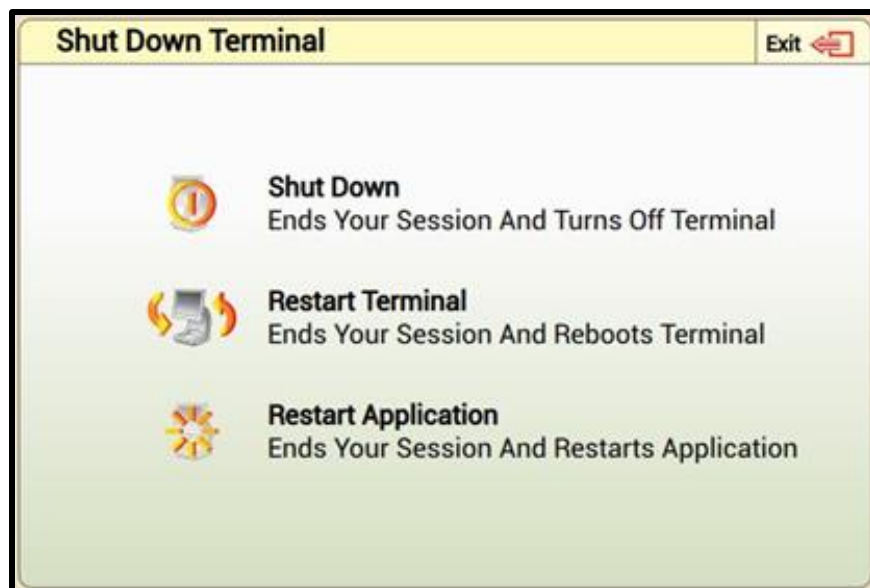 Shut Down Terminal
Exit
Shut Down
Ends Your Session And Turns Off Terminal
Restart Terminal
Ends Your Session And Reboots Terminal
Restart Application
Ends Your Session And Restarts Application